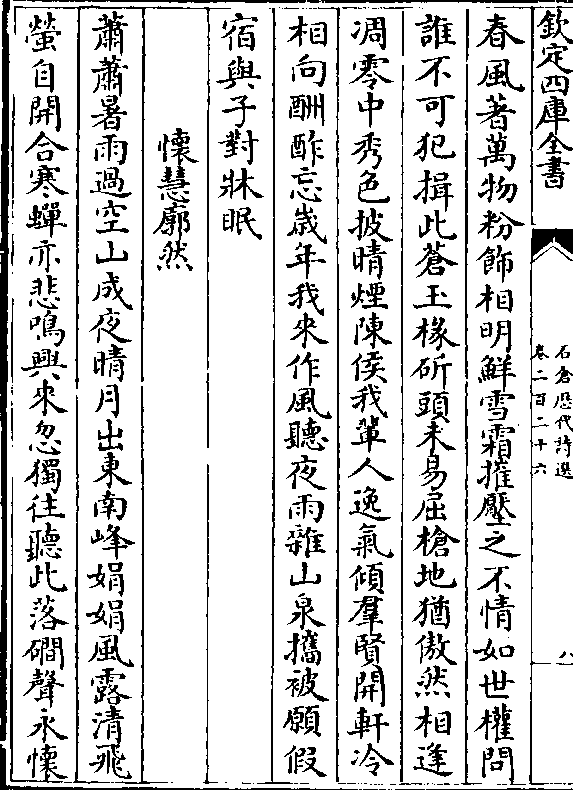 欽定四庫全書
石倉歷代詩選
卷二百二十六
八
春風著萬物粉飾相明鮮雪霜摧壓之不情如世權問
誰不可犯揖此蒼玉椽斫頭未易屈槍地猶傲然相逢
凋零中秀色披晴煙陳侯我軰人逸氣傾羣賢開軒冷
相向酬酢忘歲年我來作風聽夜雨雜山泉攜被願假
宿與子對牀眠
懷慧廓然
蕭蕭暑雨過空山成夜晴月出東南峰娟娟風露清飛
螢自開合寒蟬亦悲鳴興來忽獨往聽此落磵聲永懷